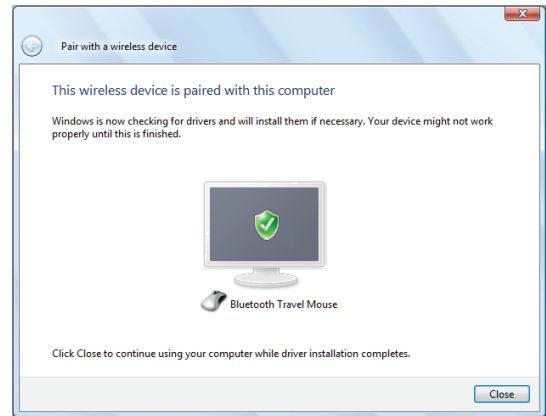 Pair with a wireless device
This wireless device is paired with this computer
Windows is now checking for drivers and will install them if necessary. Your device might not work
properly until this is finished.
Bluetooth Travel Mouse
Click Close to continue using your computer while driver installation completes.
Close